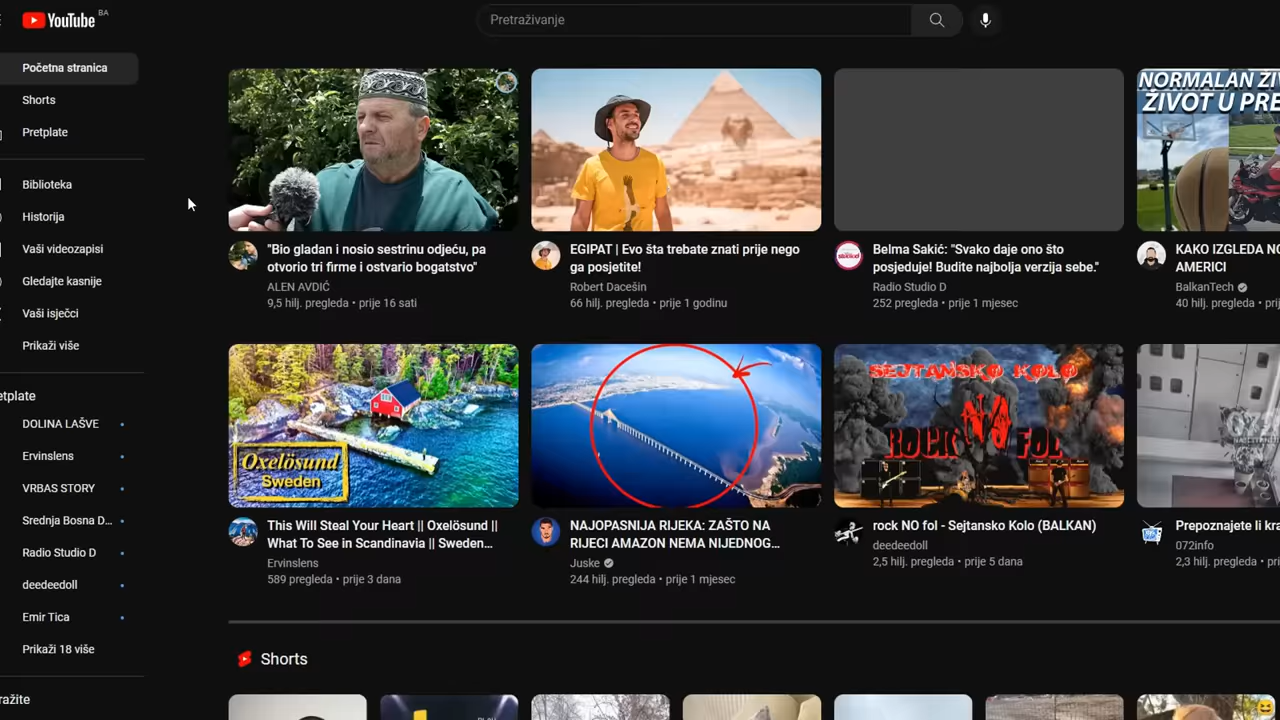 YouTube BA
Pretraživanje
Početna stranica
Shorts
Pretplate
Biblioteka
Historija
Vaši videozapisi
Gledajte kasnije
Vaši isječci
Prikaži više
etplate
DOLINA LAŠVE
Ervinslens
VRBAS STORY
Srednja Bosna D...
Radio Studio D
deedeedoll
Emir Tica
Prikaži 18 više
ražite
NORMALAN ŽI
ŽIVOT U PRE
"Bio gladan i nosio sestrinu odjeću, pa
otvorio tri firme i ostvario bogatstvo"
ALEN AVDIĆ
9,5 hilj. pregleda • prije 16 sati
EGIPAT | Evo šta trebate znati prije nego
ga posjetite!
Robert Dacešin
66 hilj. pregleda • prije 1 godinu
Belma Sakić: "Svako daje ono što
posjeduje! Budite najbolja verzija sebe."
Radio Studio D
252 pregleda • prije 1 mjesec
KAKO IZGLEDA NO
AMERICI
BalkanTech
40 hilj. pregleda • prij
Oxelösund
Sweden
SEJTANSKO KOLO
ROCK NO FOL
This Will Steal Your Heart || Oxelösund ||
What To See in Scandinavia || Sweden...
Ervinslens
589 pregleda • prije 3 dana
NAJOPASNIJA RIJEKA: ZAŠTO NA
RIJECI AMAZON NEMA NIJEDNOG...
Juske
244 hilj. pregleda • prije 1 mjesec
rock NO fol - Sejtansko Kolo (BALKAN)
deedeedoll
2,5 hilj. pregleda • prije 5 dana
Prepoznajete li kra
072info
2,3 hilj. pregleda • pri
Shorts